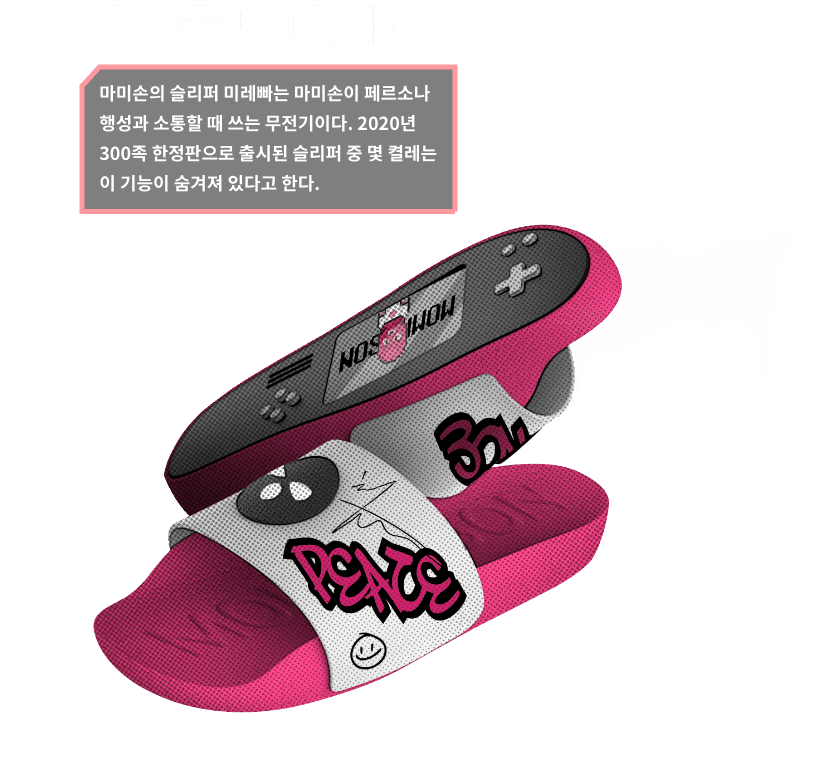 마미손의 슬리퍼 미레빠는 마미손이 페르소나
행성과 소통할 때 쓰는 무전기이다. 2020년
300족 한정판으로 출시된 슬리퍼 중 몇 켤레는
이 기능이 숨겨져 있다고 한다.
MOMMYSON
PEACE